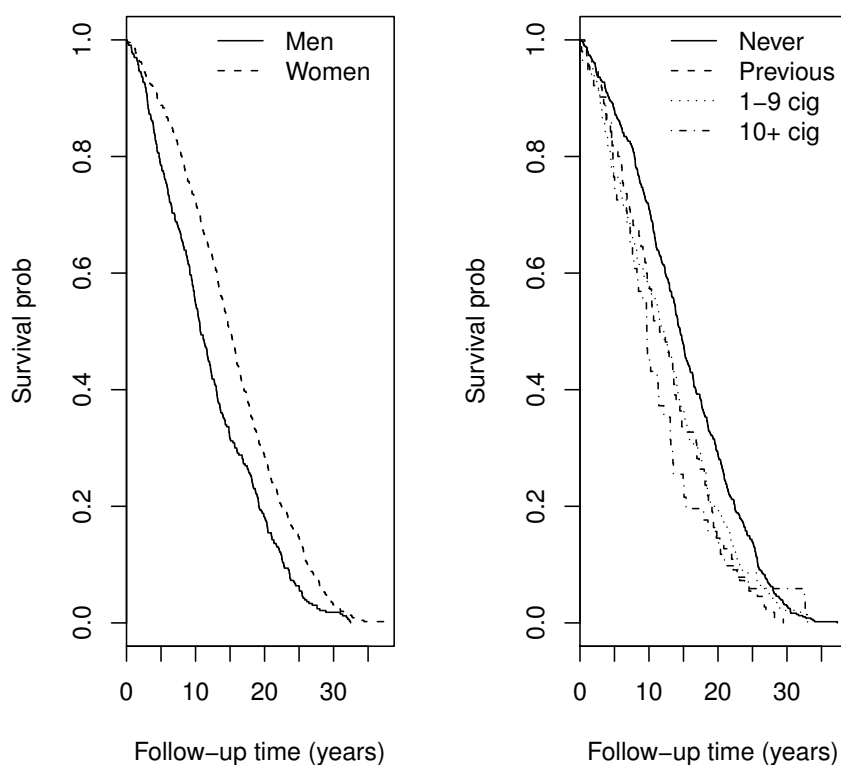 Men
Women
1.0
0.8
0.6
0.4
0.2
0.0
Survival prob
0 10 20 30
Follow−up time (years)
Never
Previous
1−9 cig
10+ cig
1.0
0.8
0.6
0.4
0.2
0.0
Survival prob
0 10 20 30
Follow−up time (years)